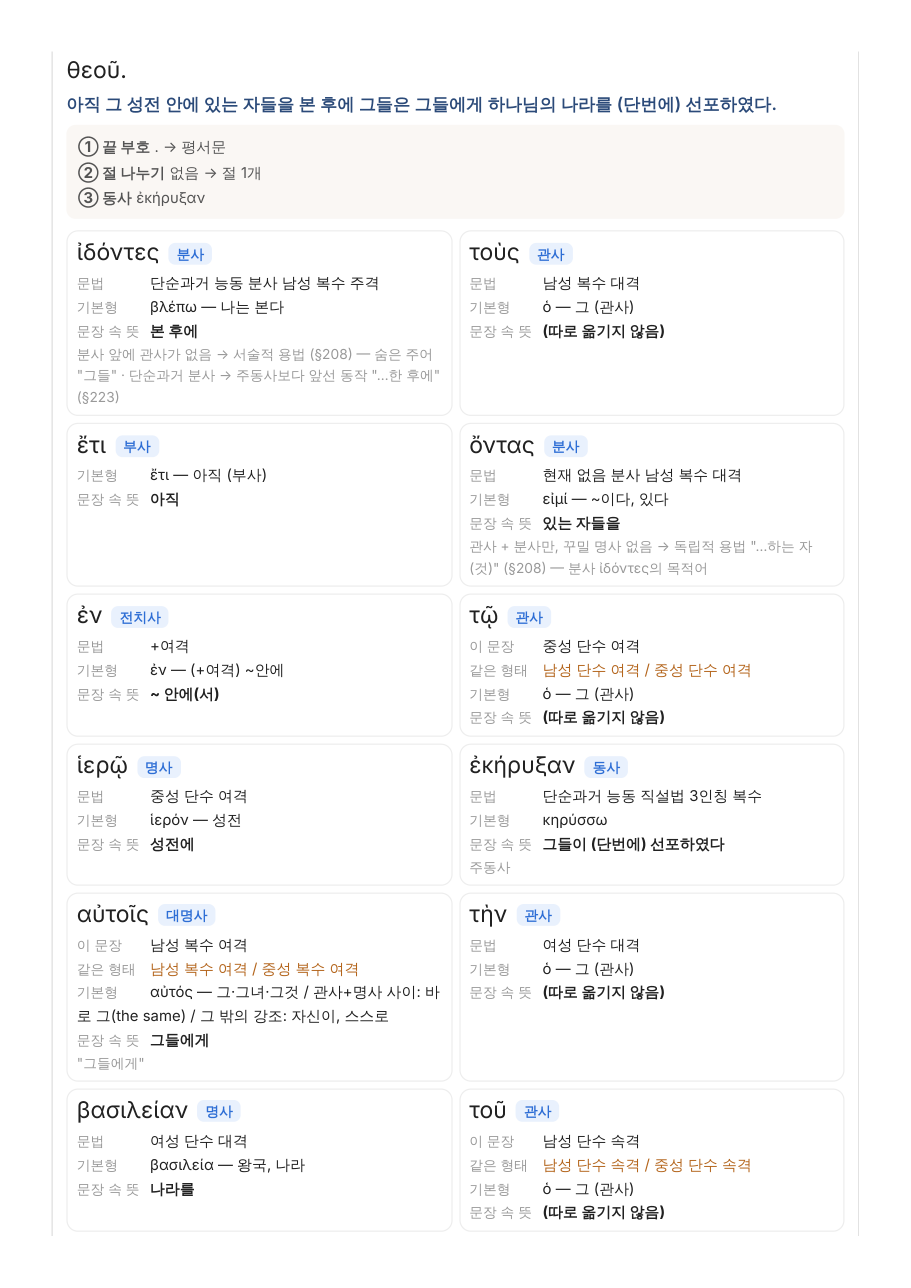 θεοῦ.
아직 그 성전 안에 있는 자들을 본 후에 그들은 그들에게 하나님의 나라를 (단번에) 선포하였다.
① 끝 부호 . → 평서문
② 절 나누기 없음 → 절 1개
③ 동사 ἐκήρυξαν
ἰδόντες 분사
문법 단순과거 능동 분사 남성 복수 주격
기본형 βλέπω — 나는 본다
문장 속 뜻 본 후에
분사 앞에 관사가 없음 → 서술적 용법 (§208) — 숨은 주어
"그들" · 단순과거 분사 → 주동사보다 앞선 동작 "…한 후에"
(§223)
τοὺς 관사
문법 남성 복수 대격
기본형 ὁ — 그 (관사)
문장 속 뜻 (따로 옮기지 않음)
ἔτι 부사
기본형 ἔτι — 아직 (부사)
문장 속 뜻 아직
ὄντας 분사
문법 현재 없음 분사 남성 복수 대격
기본형 εἰμί — ~이다, 있다
문장 속 뜻 있는 자들을
관사 + 분사만, 꾸밀 명사 없음 → 독립적 용법 "…하는 자
(것)" (§208) — 분사 ἰδόντες의 목적어
ἐν 전치사
문법 +여격
기본형 ἐν — (+여격) ~안에
문장 속 뜻 ~ 안에(서)
τῷ 관사
이 문장 중성 단수 여격
같은 형태 남성 단수 여격 / 중성 단수 여격
기본형 ὁ — 그 (관사)
문장 속 뜻 (따로 옮기지 않음)
ἱερῷ 명사
문법 중성 단수 여격
기본형 ἱερόν — 성전
문장 속 뜻 성전에
ἐκήρυξαν 동사
문법 단순과거 능동 직설법 3인칭 복수
기본형 κηρύσσω
문장 속 뜻 그들이 (단번에) 선포하였다
주동사
αὐτοῖς 대명사
이 문장 남성 복수 여격
같은 형태 남성 복수 여격 / 중성 복수 여격
기본형 αὐτός — 그·그녀·그것 / 관사+명사 사이: 바
로 그(the same) / 그 밖의 강조: 자신이, 스스로
문장 속 뜻 그들에게
"그들에게"
τὴν 관사
문법 여성 단수 대격
기본형 ὁ — 그 (관사)
문장 속 뜻 (따로 옮기지 않음)
βασιλείαν 명사
문법 여성 단수 대격
기본형 βασιλεία — 왕국, 나라
문장 속 뜻 나라를
τοῦ 관사
이 문장 남성 단수 속격
같은 형태 남성 단수 속격 / 중성 단수 속격
기본형 ὁ — 그 (관사)
문장 속 뜻 (따로 옮기지 않음)